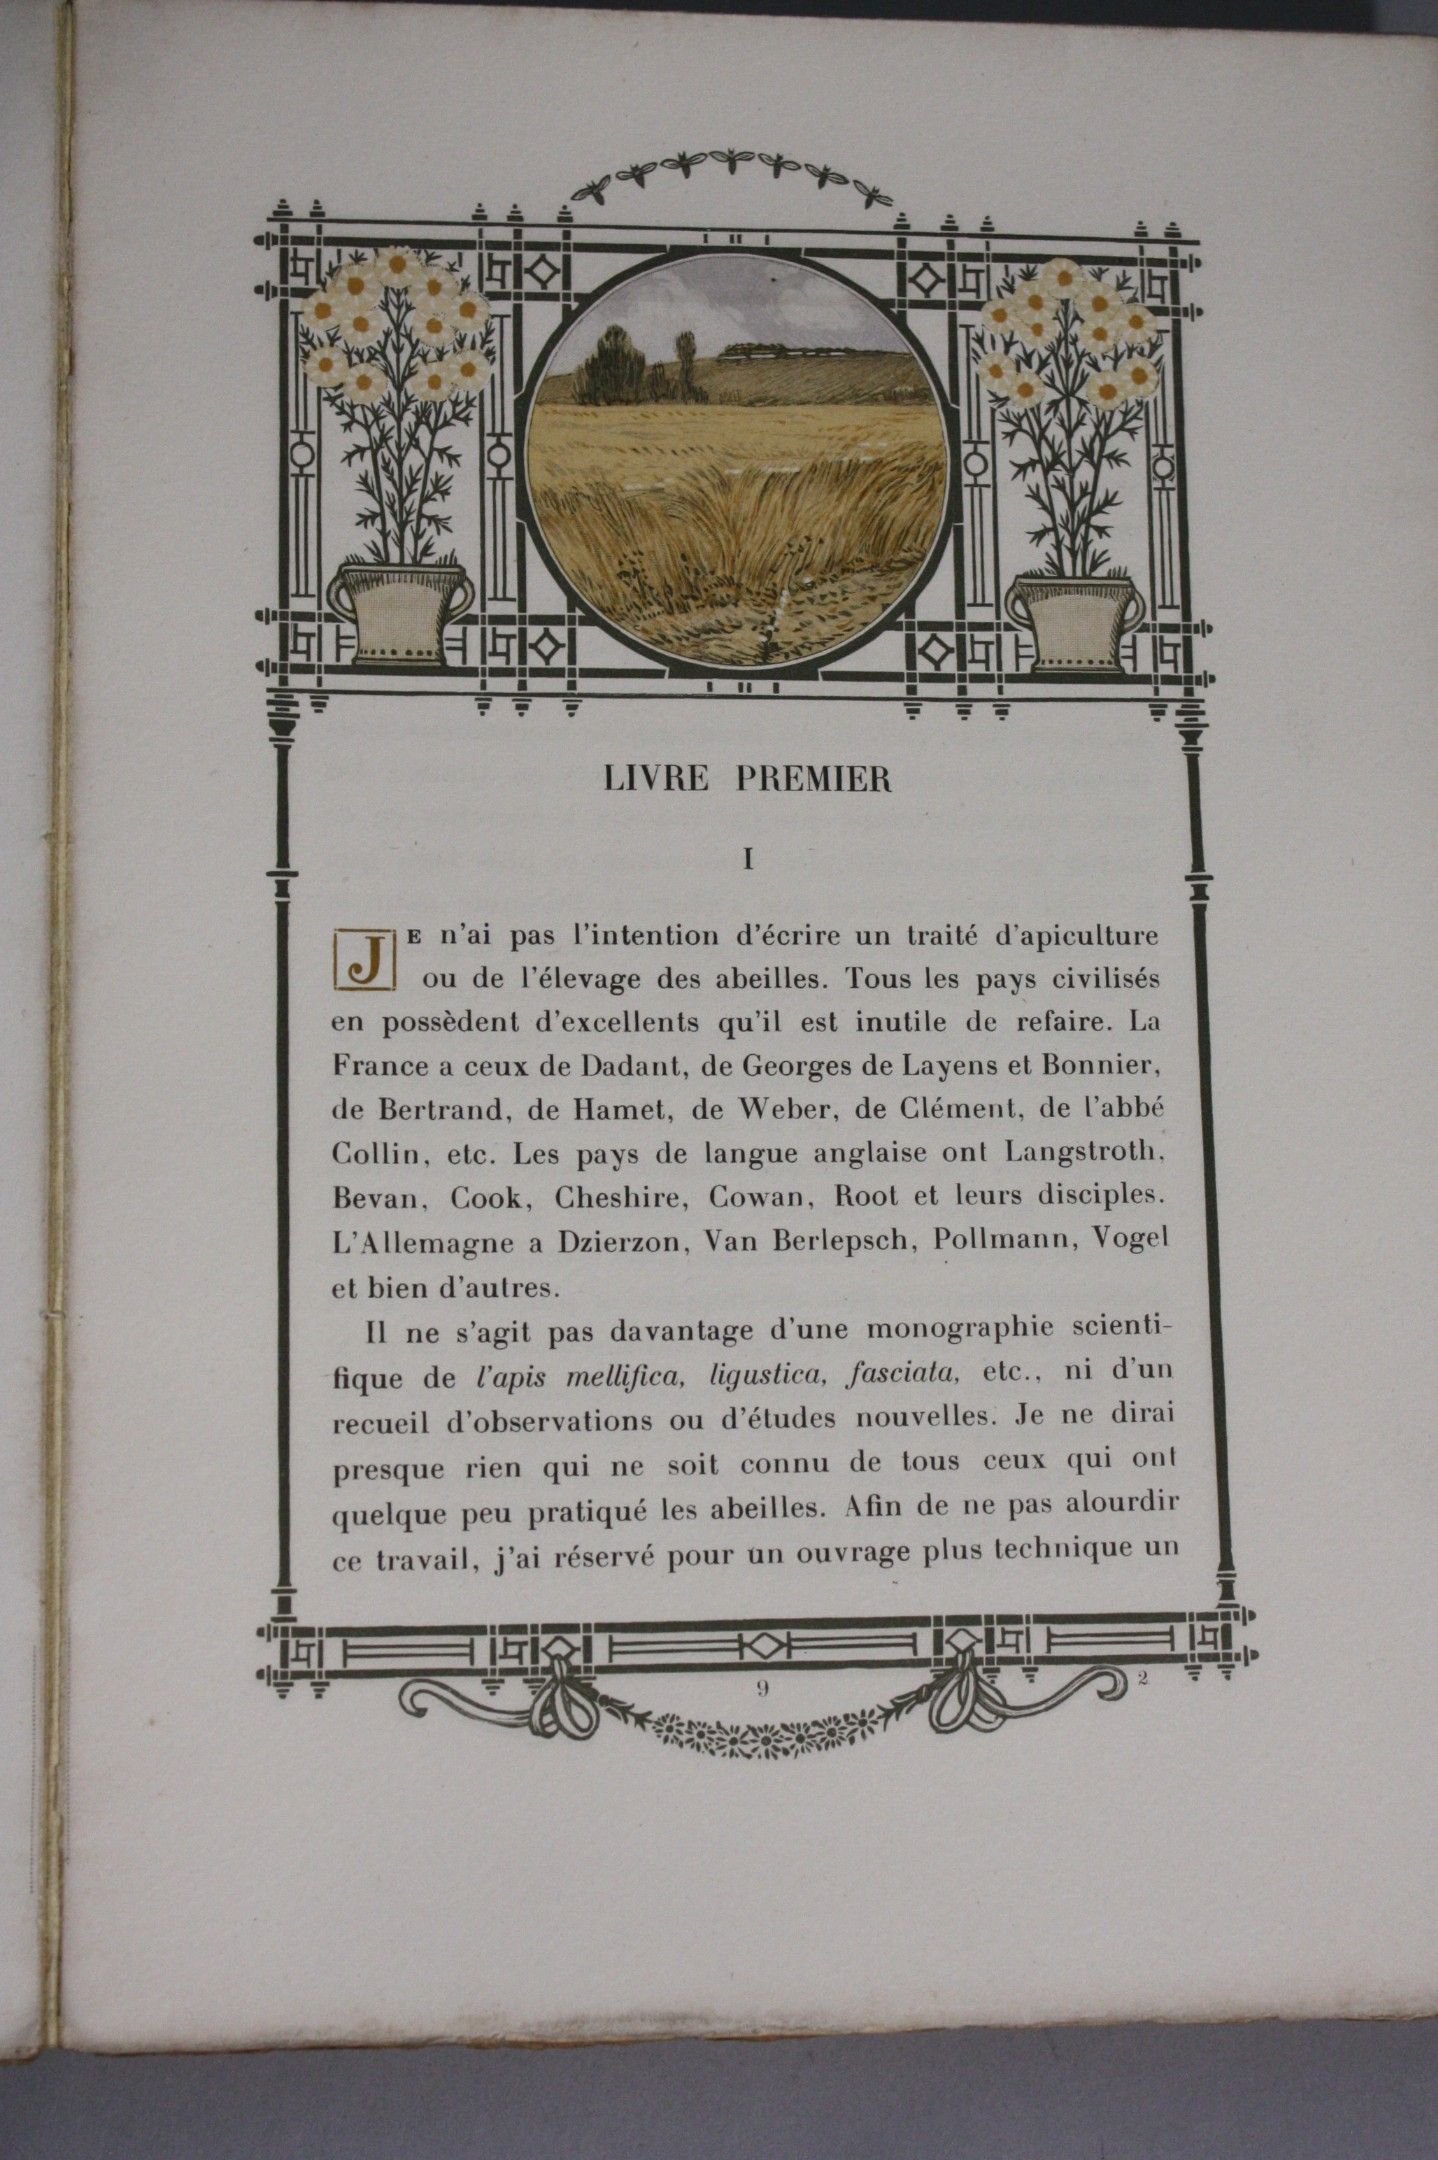 LIVRE PREMIER
I
JE n'ai pas l'intention d'écrire un traité d'apiculture
ou de l'élevage des abeilles. Tous les pays civilisés
en possèdent d'excellents qu'il est inutile de refaire. La
France a ceux de Dadant, de Georges de Layens et Bonnier,
de Bertrand, de Hamet, de Weber, de Clément, de l'abbé
Collin, etc. Les pays de langue anglaise ont Langstroth,
Bevan, Cook, Cheshire, Cowan, Root et leurs disciples.
L'Allemagne a Dzierzon, Van Berlepsch, Pollmann, Vogel
et bien d'autres.
Il ne s'agit pas davantage d'une monographie scienti-
fique de l'apis mellifica, ligustica, fasciata, etc., ni d'un
recueil d'observations ou d'études nouvelles. Je ne dirai
presque rien qui ne soit connu de tous ceux qui ont
quelque peu pratiqué les abeilles. Afin de ne pas alourdir
ce travail, j'ai réservé pour un ouvrage plus technique un
9
2